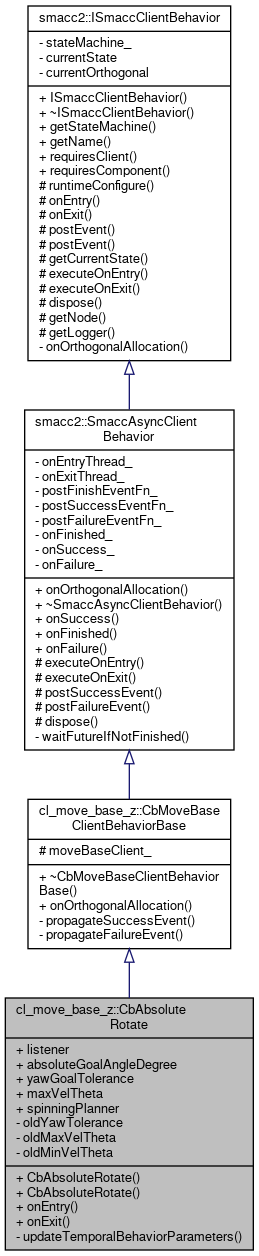 smacc2::ISmaccClientBehavior
- stateMachine_
- currentState
- currentOrthogonal
+ ISmaccClientBehavior()
+ ~ISmaccClientBehavior()
+ getStateMachine()
+ getName()
+ requiresClient()
+ requiresComponent()
# runtimeConfigure()
# onEntry()
# onExit()
# postEvent()
# postEvent()
# getCurrentState()
# executeOnEntry()
# executeOnExit()
# dispose()
# getNode()
# getLogger()
- onOrthogonalAllocation()
smacc2::SmaccAsyncClient
Behavior
- onEntryThread_
- onExitThread_
- postFinishEventFn_
- postSuccessEventFn_
- postFailureEventFn_
- onFinished_
- onSuccess_
- onFailure_
+ onOrthogonalAllocation()
+ ~SmaccAsyncClientBehavior()
+ onSuccess()
+ onFinished()
+ onFailure()
# executeOnEntry()
# executeOnExit()
# postSuccessEvent()
# postFailureEvent()
# dispose()
- waitFutureIfNotFinished()
cl_move_base_z::CbMoveBase
ClientBehaviorBase
# moveBaseClient_
+ ~CbMoveBaseClientBehavior
Base()
+ onOrthogonalAllocation()
- propagateSuccessEvent()
- propagateFailureEvent()
cl_move_base_z::CbAbsolute
Rotate
+ listener
+ absoluteGoalAngleDegree
+ yawGoalTolerance
+ maxVelTheta
+ spinningPlanner
- oldYawTolerance
- oldMaxVelTheta
- oldMinVelTheta
+ CbAbsoluteRotate()
+ CbAbsoluteRotate()
+ onEntry()
+ onExit()
- updateTemporalBehaviorParameters()